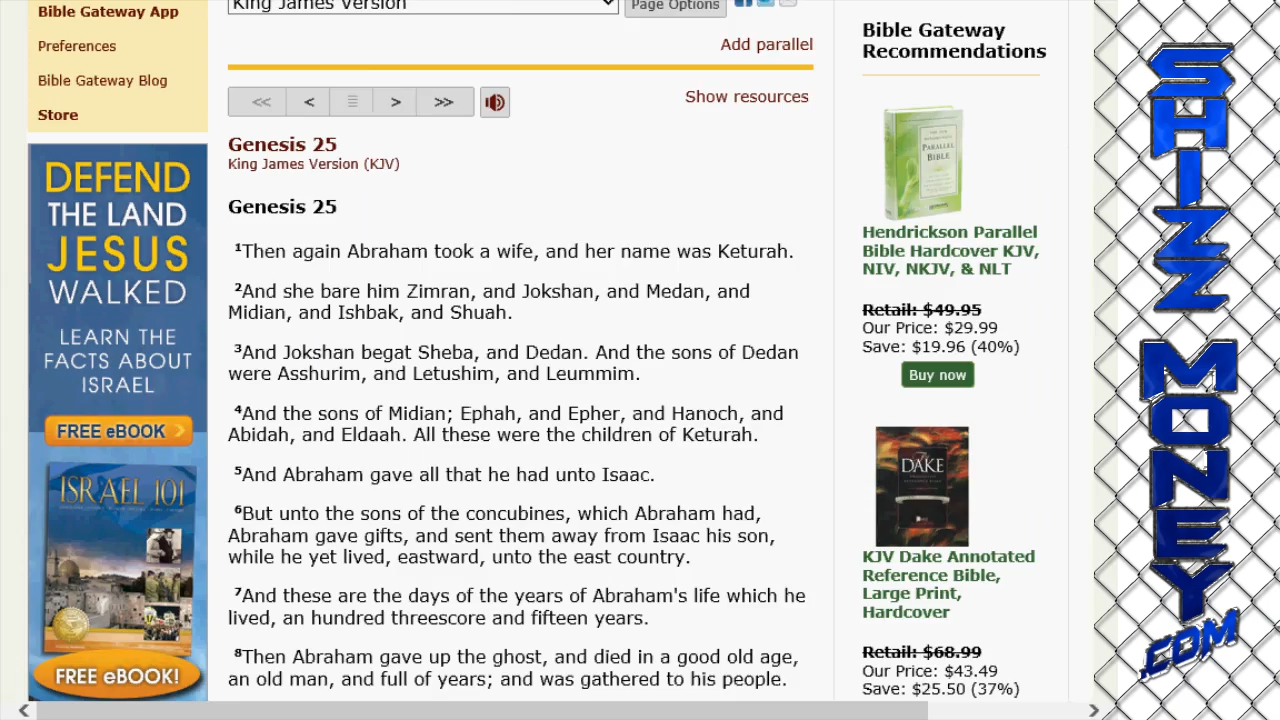 Bible Gateway App
Preferences
Bible Gateway Blog
Store
DEFEND
THE LAND
JESUS
WALKED
LEARN THE
FACTS ABOUT
ISRAEL
FREE eBOOK
ISRAEL 101
FREE eBOOK!
King James Version
Page Options
Add parallel
<< < ☰ > >>
Show resources
Genesis 25
King James Version (KJV)
Genesis 25
1Then again Abraham took a wife, and her name was Keturah.
2And she bare him Zimran, and Jokshan, and Medan, and
Midian, and Ishbak, and Shuah.
3And Jokshan begat Sheba, and Dedan. And the sons of Dedan
were Asshurim, and Letushim, and Leummim.
4And the sons of Midian; Ephah, and Epher, and Hanoch, and
Abidah, and Eldaah. All these were the children of Keturah.
5And Abraham gave all that he had unto Isaac.
6But unto the sons of the concubines, which Abraham had,
Abraham gave gifts, and sent them away from Isaac his son,
while he yet lived, eastward, unto the east country.
7And these are the days of the years of Abraham's life which he
lived, an hundred threescore and fifteen years.
8Then Abraham gave up the ghost, and died in a good old age,
an old man, and full of years; and was gathered to his people.
Bible Gateway
Recommendations
PARALLEL
BIBLE
Hendrickson Parallel
Bible Hardcover KJV,
NIV, NKJV, & NLT
Retail: $49.95
Our Price: $29.99
Save: $19.96 (40%)
Buy now
DAKE
KJV Dake Annotated
Reference Bible,
Large Print,
Hardcover
Retail: $68.99
Our Price: $43.49
Save: $25.50 (37%)
SHIZZ MONEY .COM